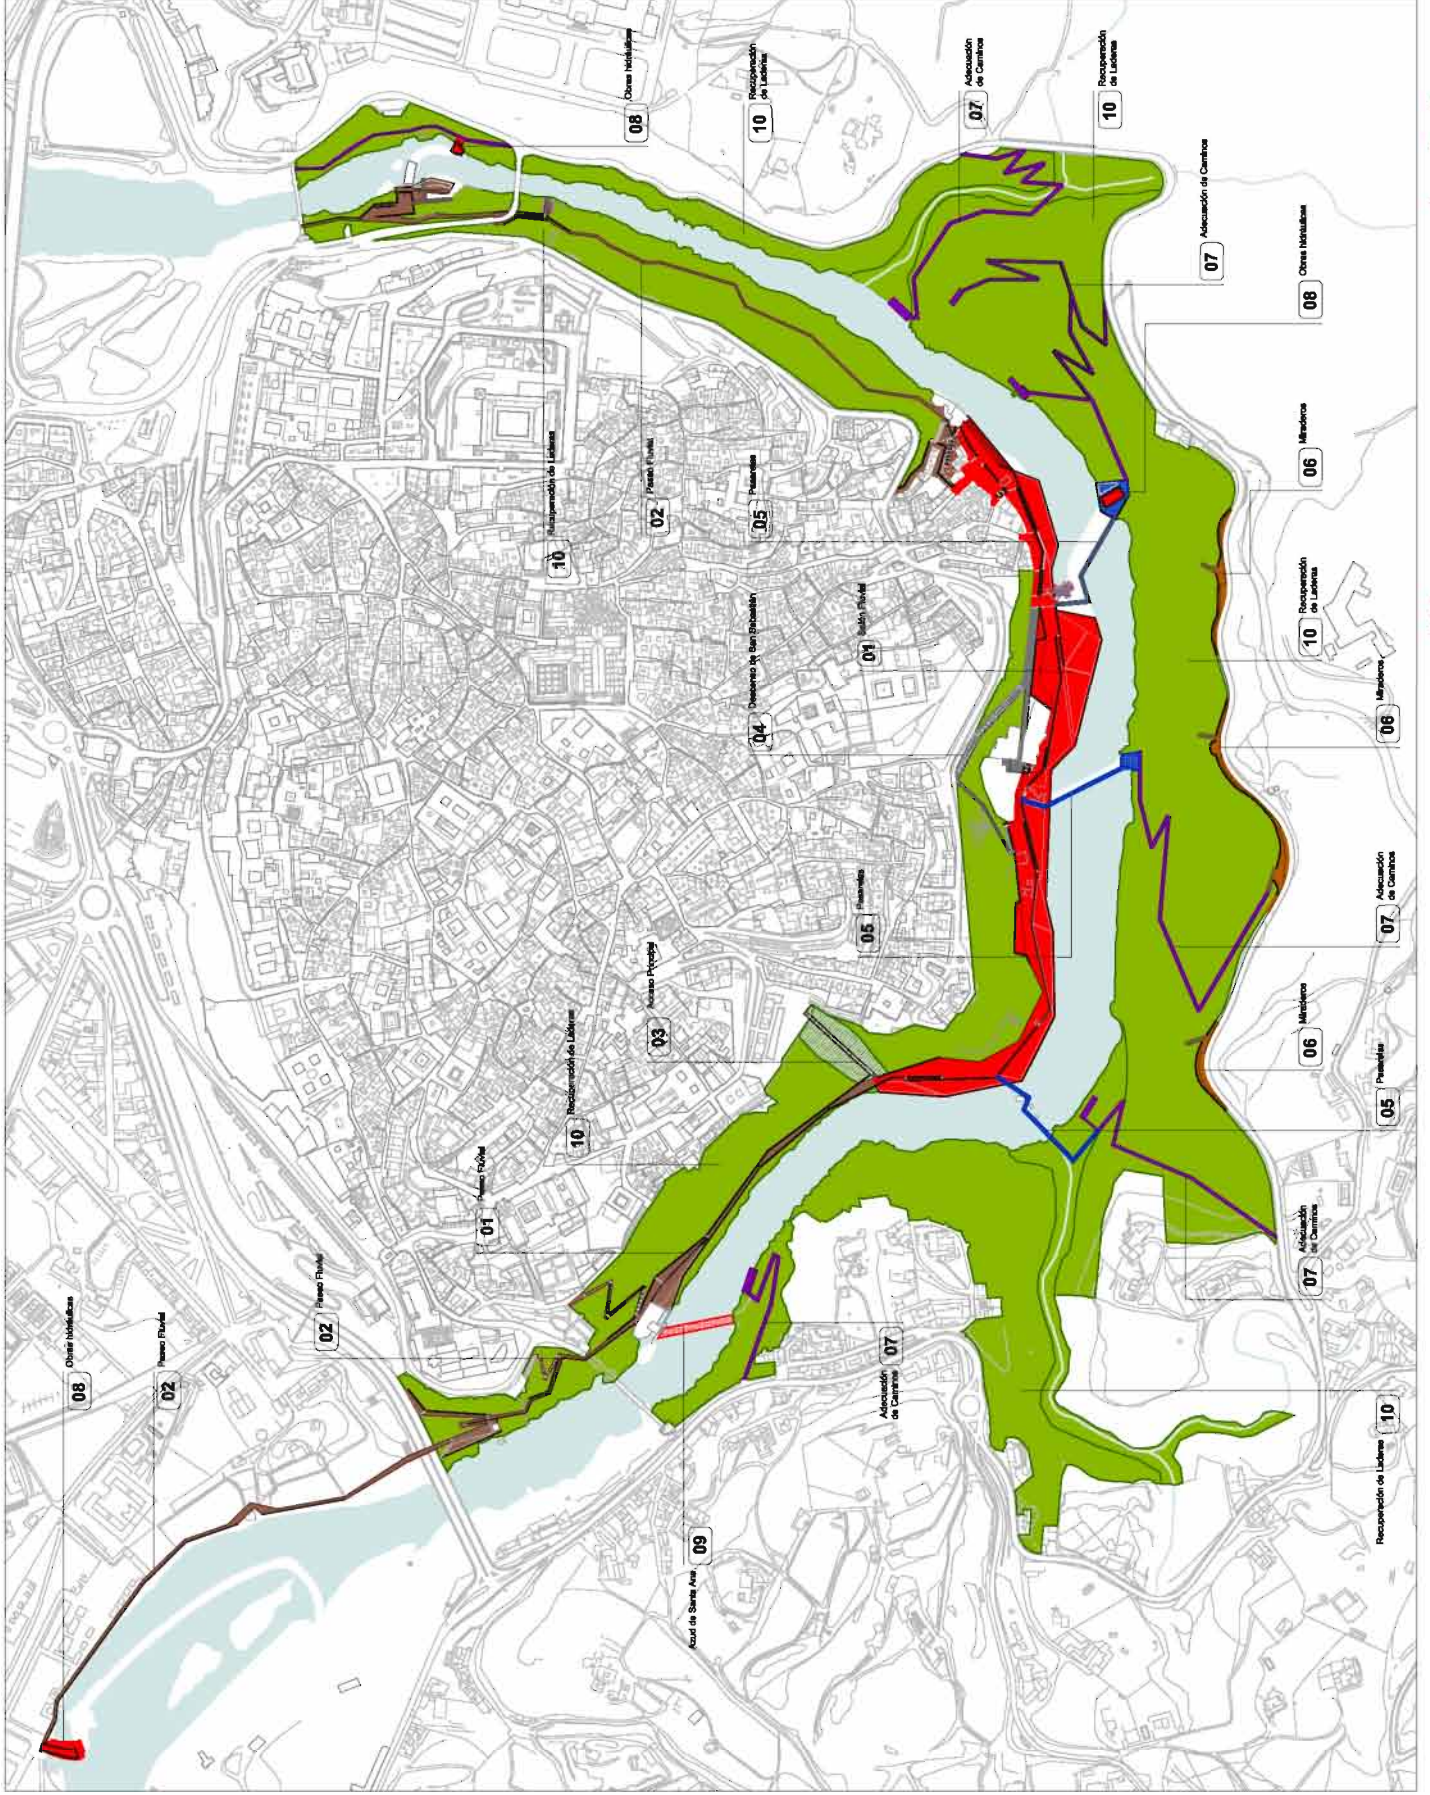 08
Obras hidráulicas
02
Paseo Fluvial
02
Paseo Fluvial
01
Paseo Fluvial
10
Recuperación de Laderas
03
Acceso Principal
05
Pasarelas
04
Descenso de San Sebastián
01
Salón Fluvial
10
Recuperación de Laderas
02
Paseo Fluvial
05
Pasarelas
08
Obras hidráulicas
10
Recuperación
de Laderas
07
Adecuación
de Caminos
10
Recuperación
de Laderas
07
Adecuación de Caminos
08
Obras hidráulicas
06
Miraderos
10
Recuperación
de Laderas
06
Miraderos
07
Adecuación
de Caminos
06
Miraderos
05
Pasarelas
07
Adecuación
de Caminos
Azud de Santa Ana
09
Adecuación
de Caminos
07
Recuperación de Laderas
10